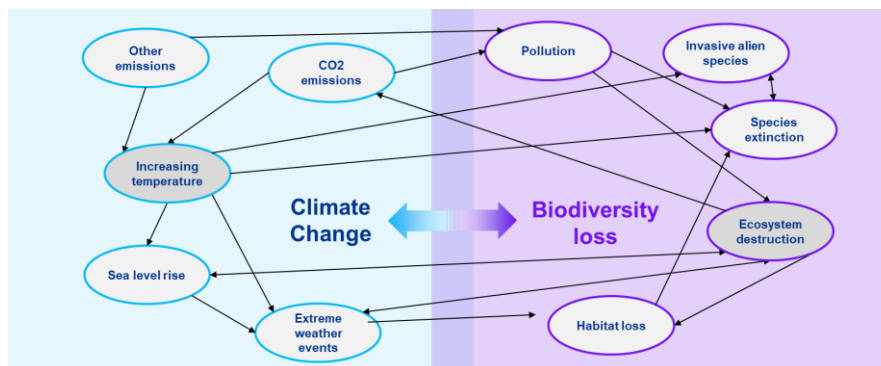 Other
emissions
CO2
emissions
Pollution
Invasive alien
species
Species
extinction
Increasing
temperature
Climate
Change
Biodiversity
loss
Ecosystem
destruction
Sea level rise
Extreme
weather
events
Habitat loss